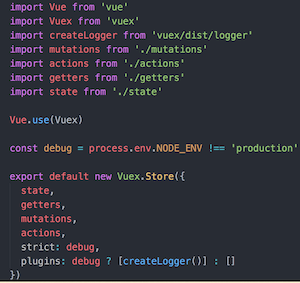 import Vue from 'vue'
import Vuex from 'vuex'
import createLogger from 'vuex/dist/logger'
import mutations from './mutations'
import actions from './actions'
import getters from './getters'
import state from './state'
Vue.use(Vuex)
const debug = process.env.NODE_ENV !== 'production'
export default new Vuex.Store({
state,
getters,
mutations,
actions,
strict: debug,
plugins: debug ? [createLogger()] : []
})